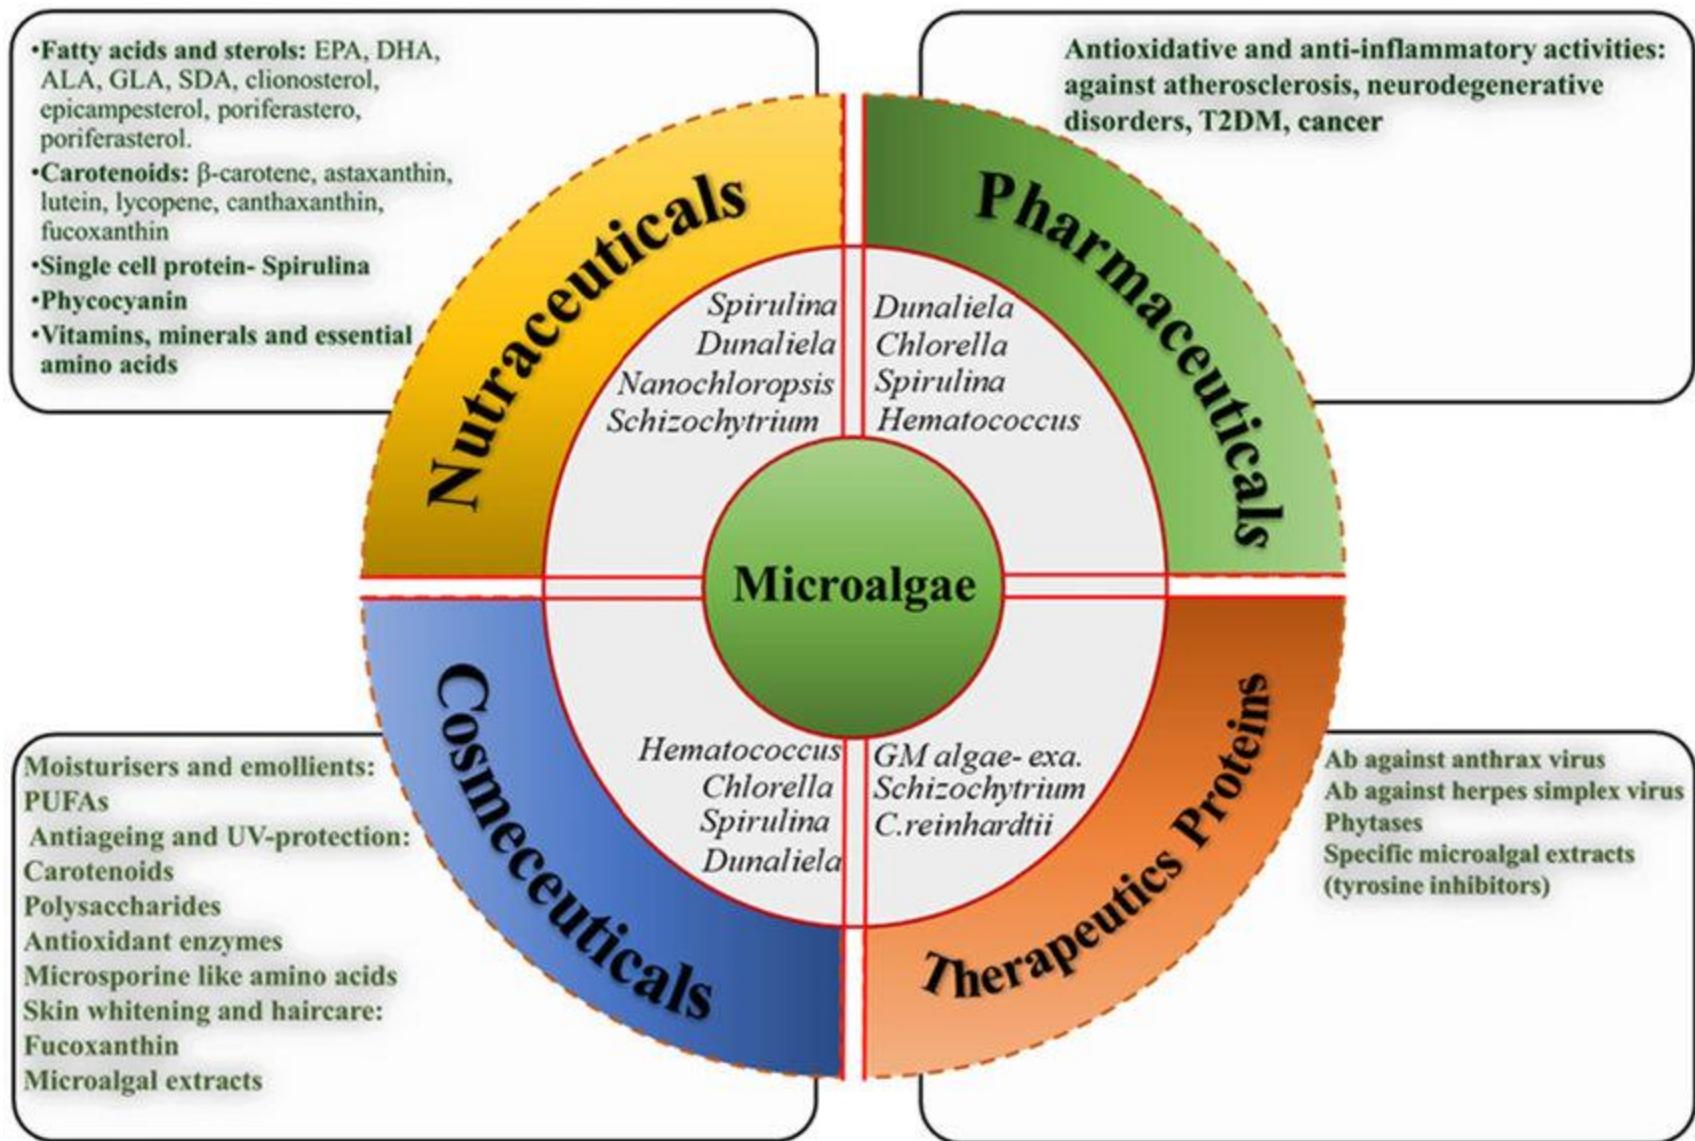 •Fatty acids and sterols: EPA, DHA,
ALA, GLA, SDA, clionosterol,
epicampesterol, poriferastero,
poriferasterol.
•Carotenoids: β-carotene, astaxanthin,
lutein, lycopene, canthaxanthin,
fucoxanthin
•Single cell protein- Spirulina
•Phycocyanin
•Vitamins, minerals and essential
amino acids
Antioxidative and anti-inflammatory activities:
against atherosclerosis, neurodegenerative
disorders, T2DM, cancer
Nutraceuticals
Pharmaceuticals
Spirulina
Dunaliela
Nanochloropsis
Schizochytrium
Dunaliela
Chlorella
Spirulina
Hematococcus
Microalgae
Cosmeceuticals
Therapeutics Proteins
Hematococcus
Chlorella
Spirulina
Dunaliela
GM algae- exa.
Schizochytrium
C.reinhardtii
Moisturisers and emollients:
PUFAs
Antiageing and UV-protection:
Carotenoids
Polysaccharides
Antioxidant enzymes
Microsporine like amino acids
Skin whitening and haircare:
Fucoxanthin
Microalgal extracts
Ab against anthrax virus
Ab against herpes simplex virus
Phytases
Specific microalgal extracts
(tyrosine inhibitors)